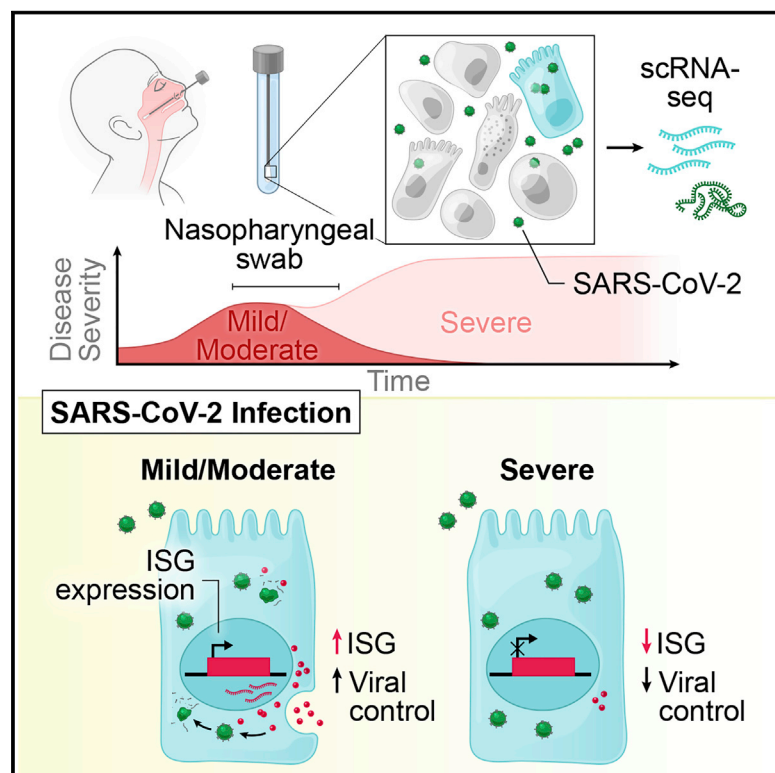 scRNA-
seq
Nasopharyngeal
swab
SARS-CoV-2
Disease
Severity
Mild/
Moderate
Severe
Time
SARS-CoV-2 Infection
Mild/Moderate
Severe
ISG
expression
↑ ISG
↑ Viral
control
↓ ISG
↓ Viral
control